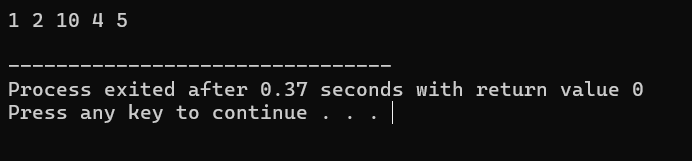 1 2 10 4 5
--------------------------------
Process exited after 0.37 seconds with return value 0
Press any key to continue . . .